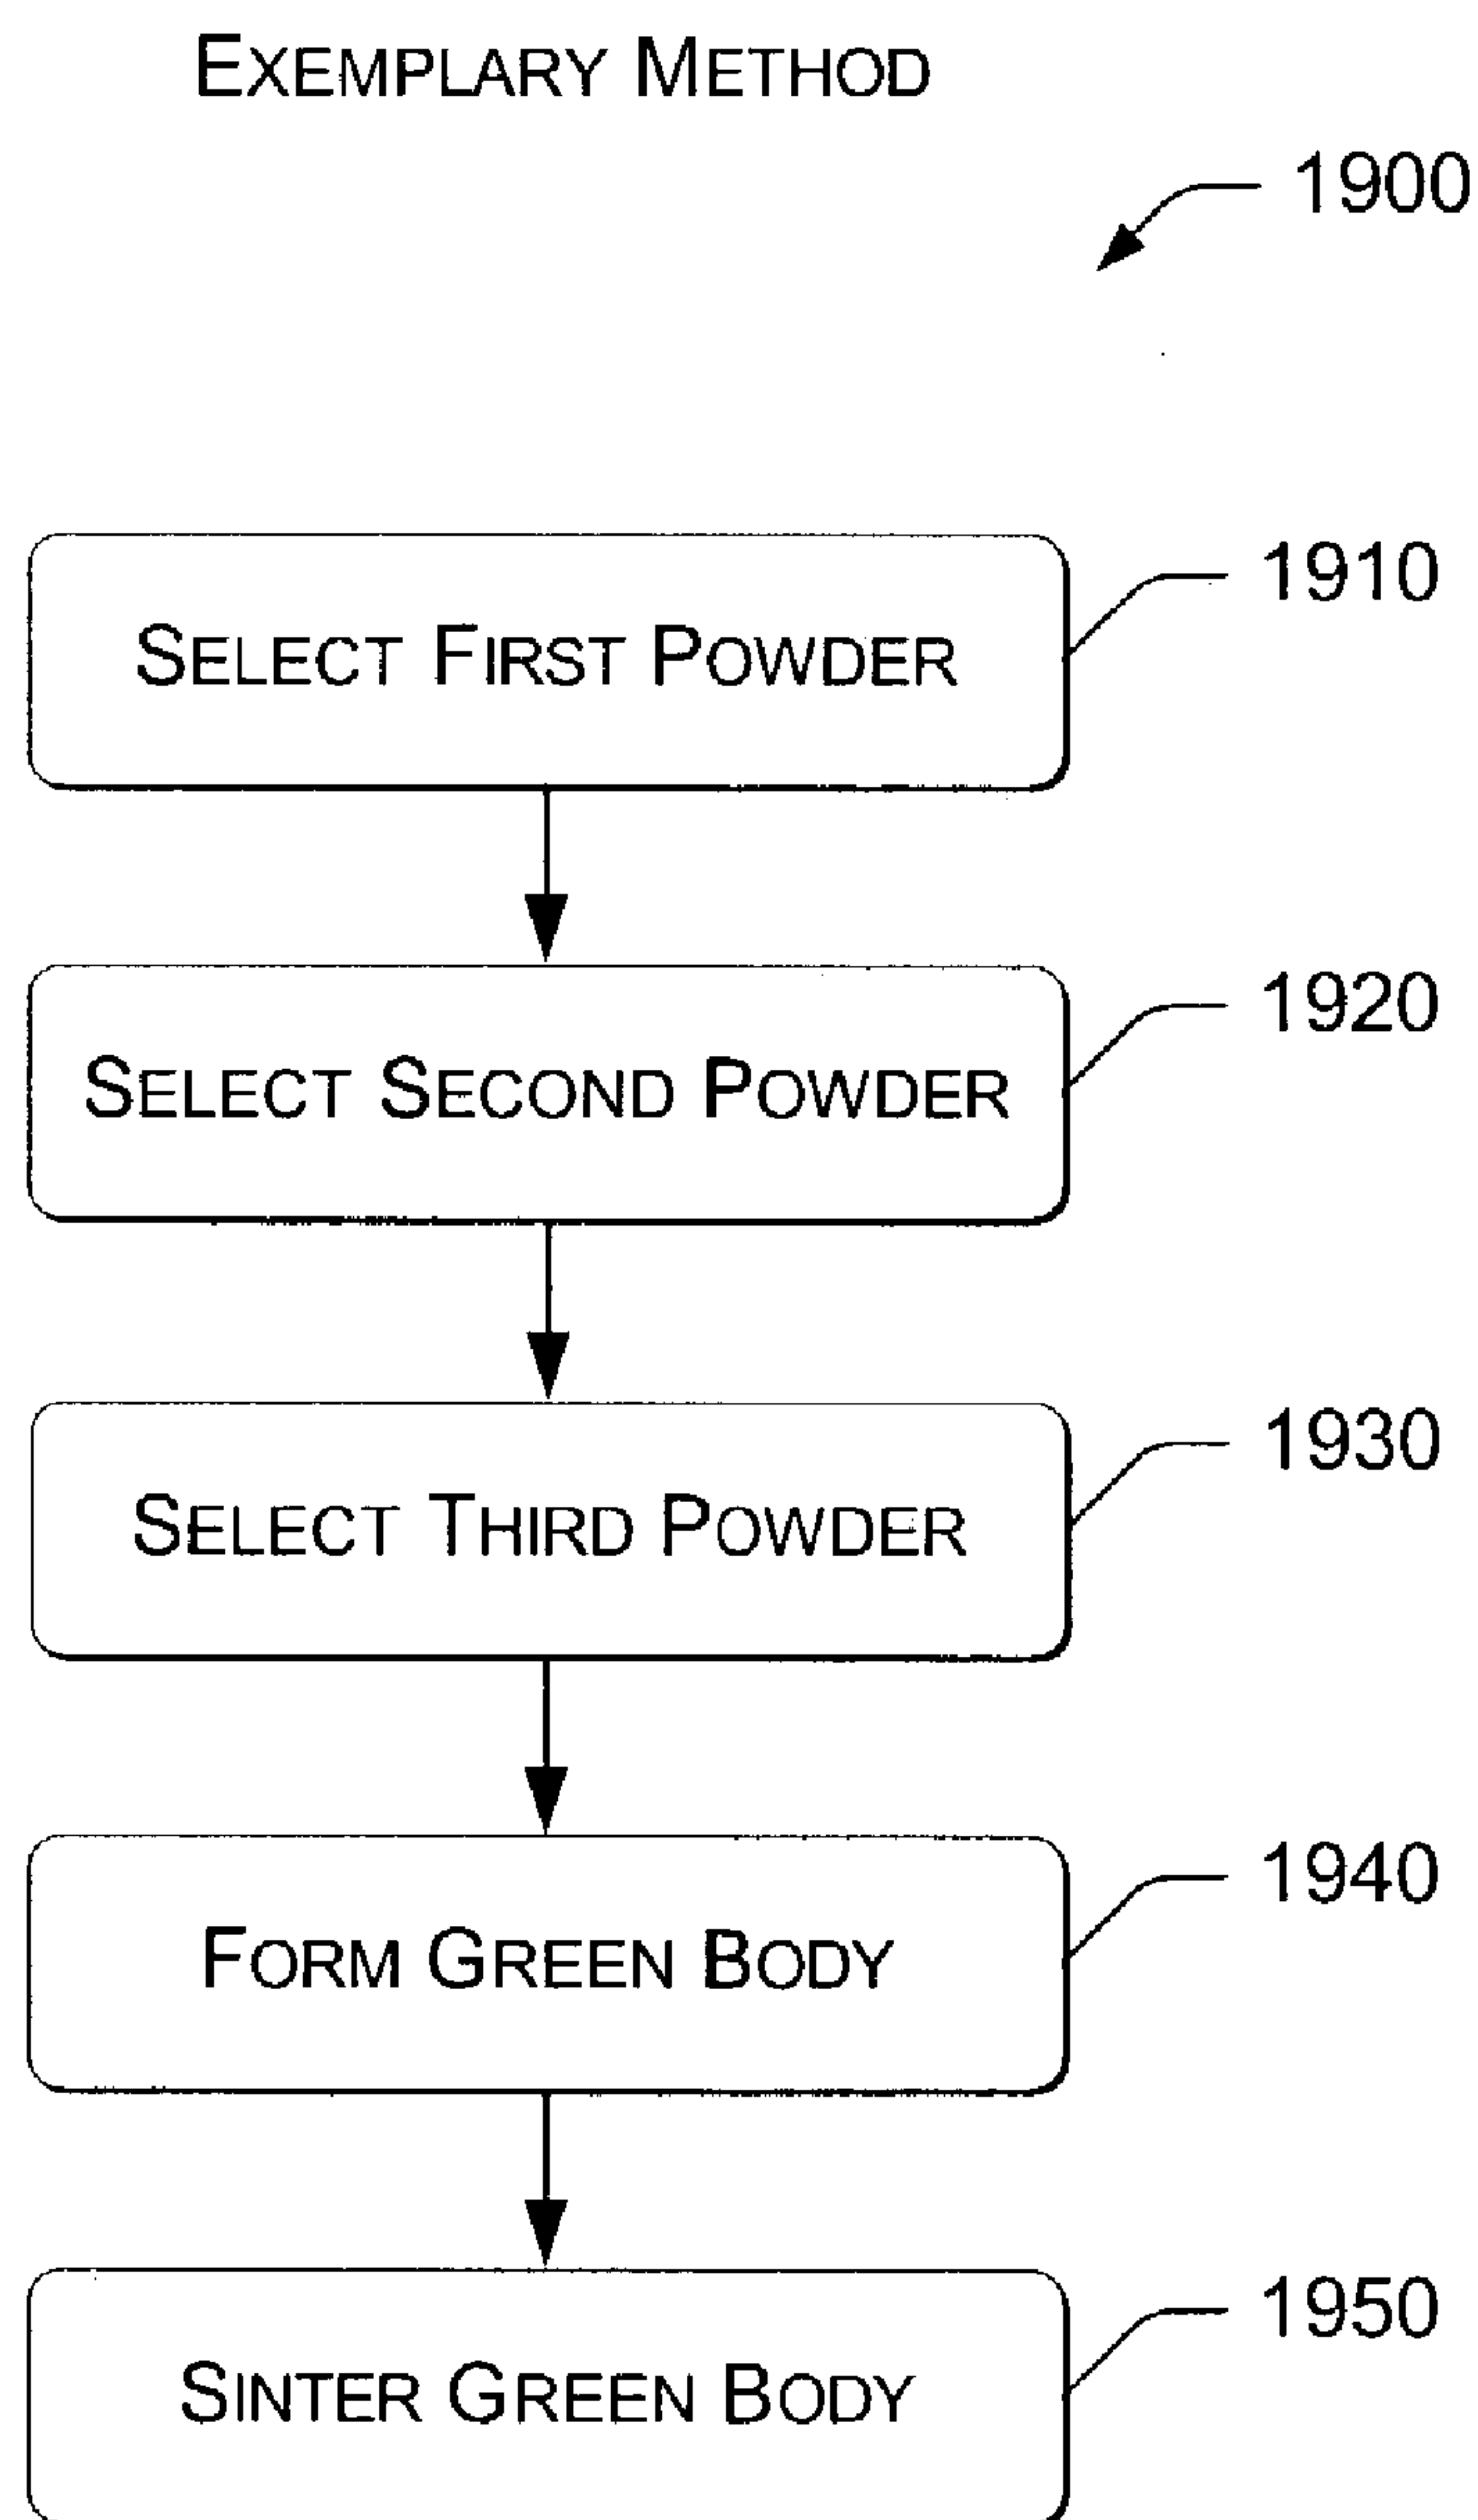 EXEMPLARY METHOD
1900
SELECT FIRST POWDER
1910
SELECT SECOND POWDER
1920
SELECT THIRD POWDER
1930
FORM GREEN BODY
1940
SINTER GREEN BODY
1950